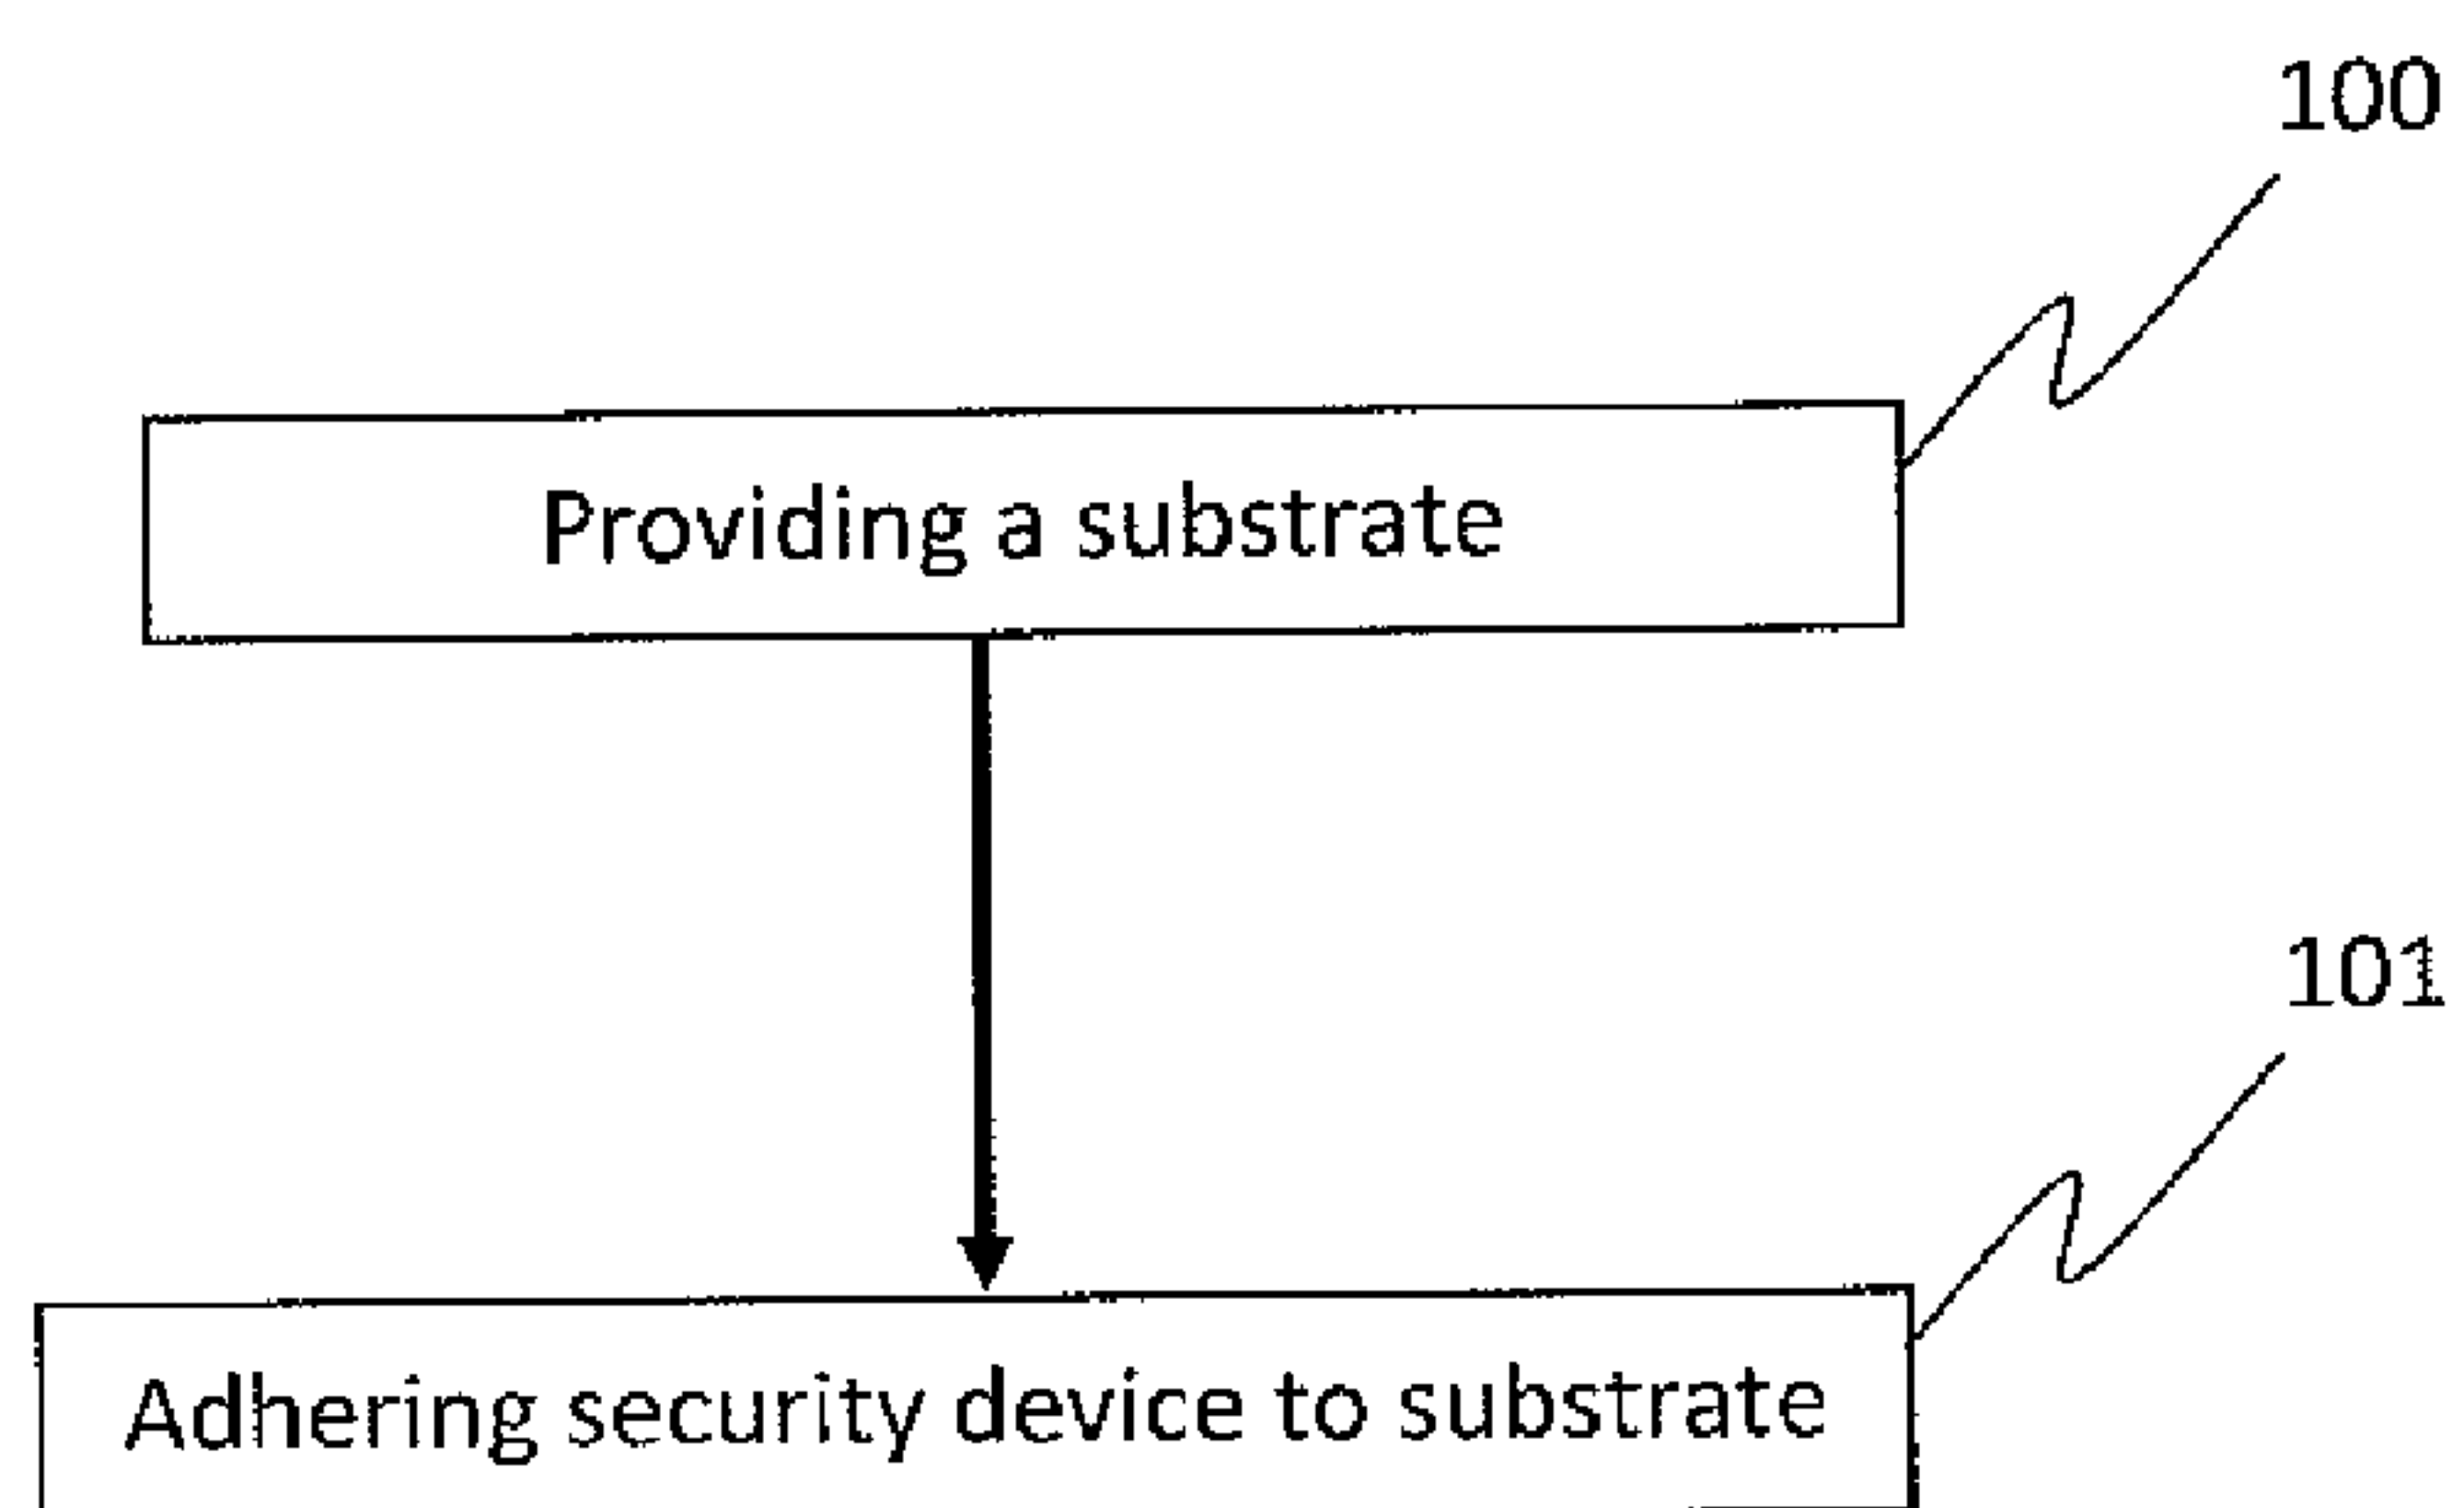 100
Providing a substrate
101
Adhering security device to substrate